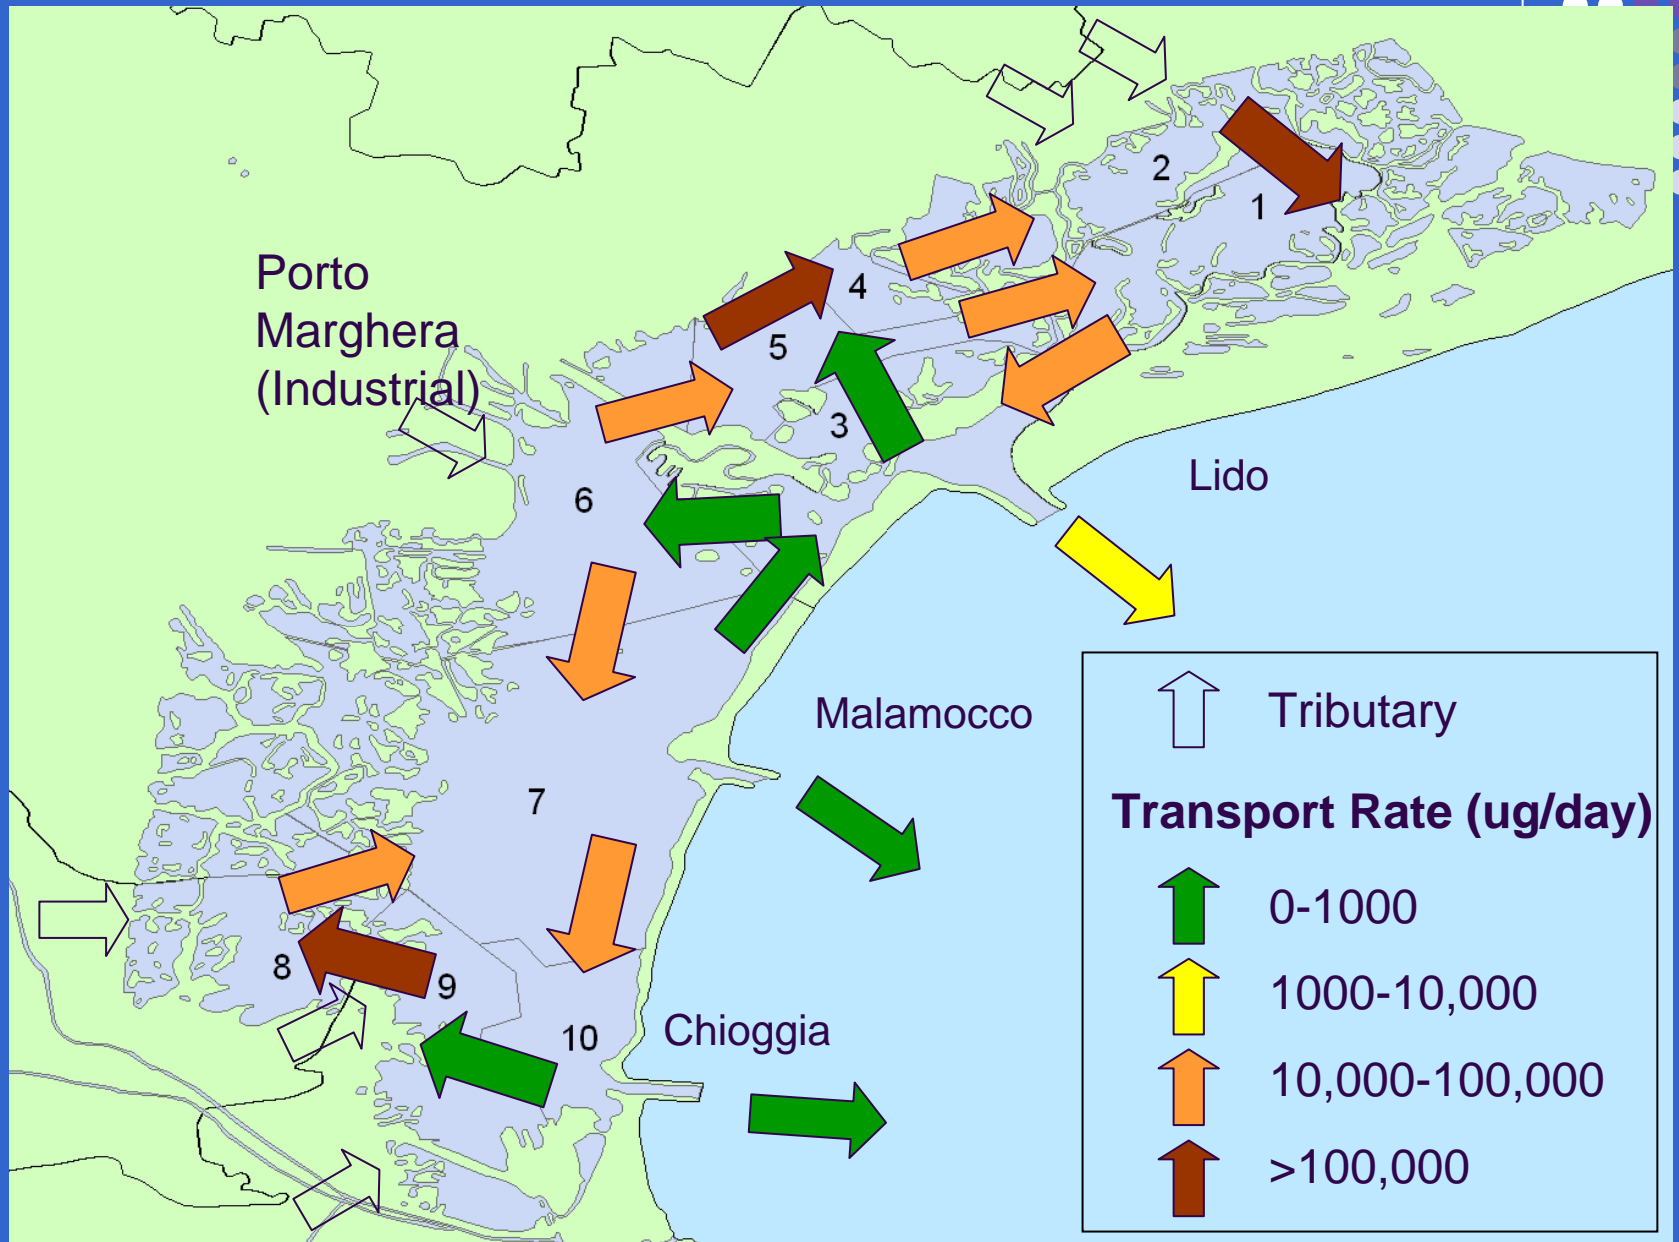 2
1
Porto
Marghera
(Industrial)
4
5
3
Lido
6
Malamocco
7
8
9
10
Chioggia
Tributary
Transport Rate (ug/day)
0-1000
1000-10,000
10,000-100,000
>100,000